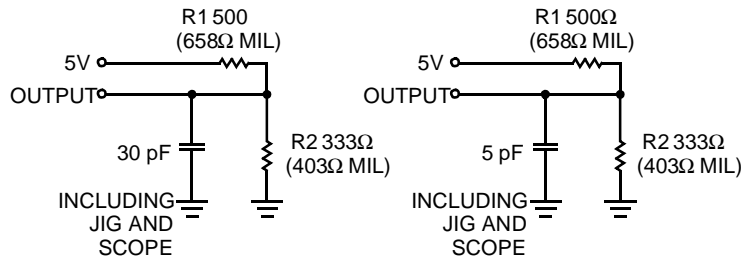 R1 500
(658Ω MIL)
5V
OUTPUT
30 pF
R2 333Ω
(403Ω MIL)
INCLUDING
JIG AND
SCOPE
R1 500Ω
(658Ω MIL)
5V
OUTPUT
5 pF
R2 333Ω
(403Ω MIL)
INCLUDING
JIG AND
SCOPE